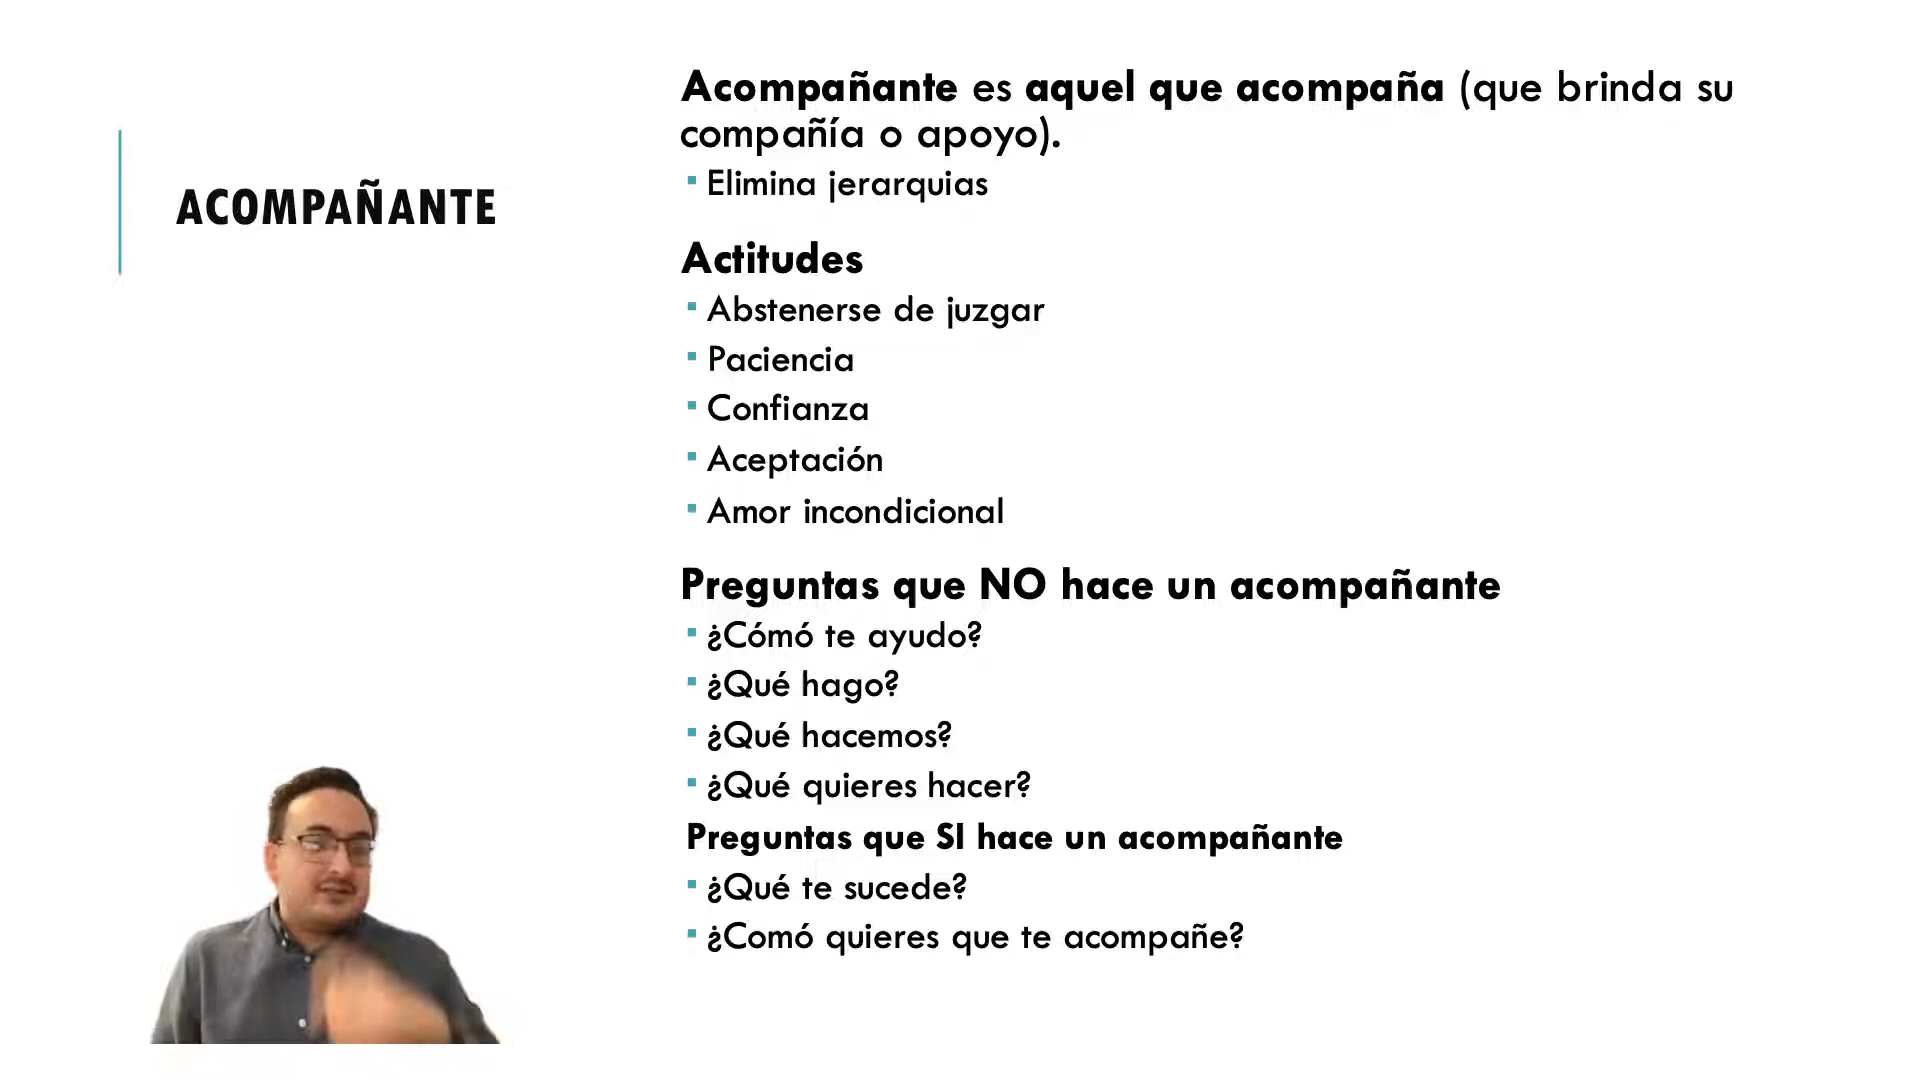 ACOMPAÑANTE
Acompañante es aquel que acompaña (que brinda su
compañía o apoyo).
Elimina jerarquias
Actitudes
Abstenerse de juzgar
Paciencia
Confianza
Aceptación
Amor incondicional
Preguntas que NO hace un acompañante
¿Cómó te ayudo?
¿Qué hago?
¿Qué hacemos?
¿Qué quieres hacer?
Preguntas que SI hace un acompañante
¿Qué te sucede?
¿Comó quieres que te acompañe?